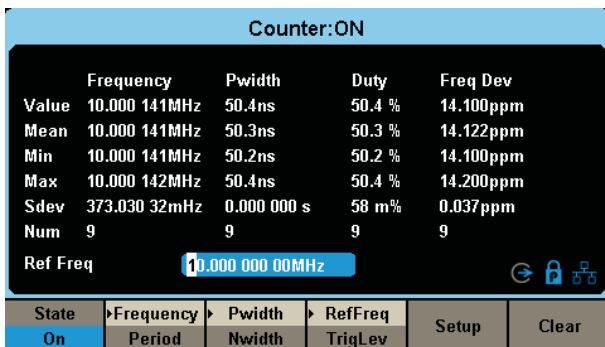 Counter:ON
Frequency Pwidth Duty Freq Dev
Value 10.000 141MHz 50.4ns 50.4 % 14.100ppm
Mean 10.000 141MHz 50.3ns 50.3 % 14.122ppm
Min 10.000 141MHz 50.2ns 50.2 % 14.100ppm
Max 10.000 142MHz 50.4ns 50.4 % 14.200ppm
Sdev 373.030 32mHz 0.000 000 s 58 m% 0.037ppm
Num 9 9 9 9
Ref Freq 10.000 000 00MHz
State Frequency Pwidth RefFreq Setup Clear
On Period Nwidth TrigLev